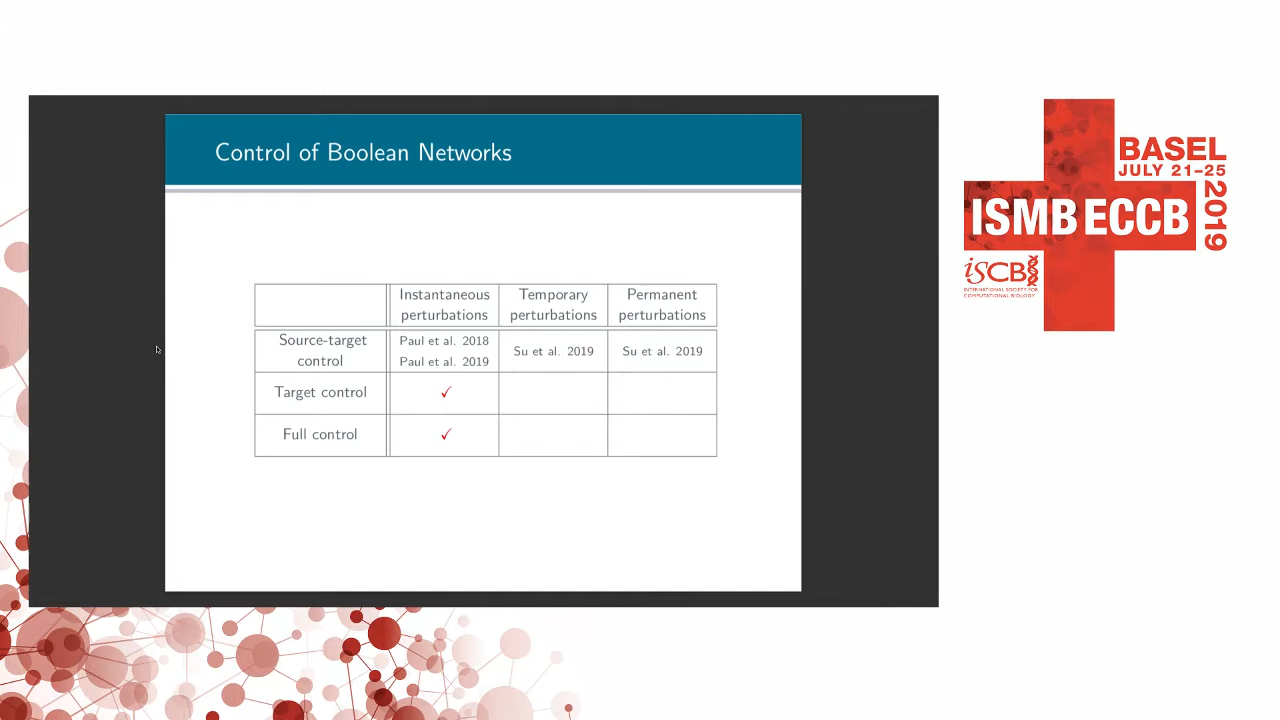 Control of Boolean Networks
Instantaneous perturbations
Temporary perturbations
Permanent perturbations
Source-target control
Paul et al. 2018
Paul et al. 2019
Su et al. 2019
Su et al. 2019
Target control
✓
Full control
✓
BASEL
JULY 21–25
2019
ISMB ECCB
ISCB
INTERNATIONAL SOCIETY FOR
COMPUTATIONAL BIOLOGY